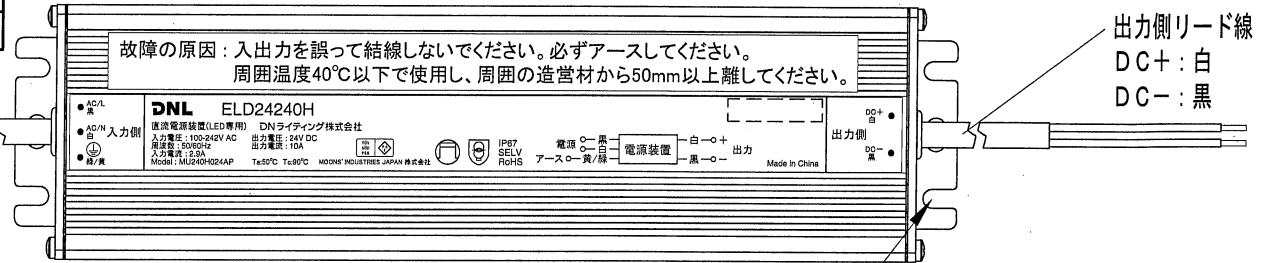 故障の原因：入出力を誤って結線しないでください。必ずアースしてください。
周囲温度40℃以下で使用し、周囲の造営材から50mm以上離してください。
AC/L
黒
AC/N
白
緑/黄
入力側
DNL ELD24240H
直流電源装置(LED専用) DNライティング株式会社
入力電圧：100-242V AC 出力電圧：24V DC
周波数：50/60Hz 出力電流：10A
入力電流：2.9A
Model：MU240H024AP Ta:50℃ Tc:90℃ MOONS' INDUSTRIES JAPAN 株式会社
IP67
SELV
RoHS
電源 黒 白
アース 黄/緑
電源装置
白 +
黒 −
出力
Made In China
DC+
白
出力側
DC−
黒
出力側リード線
DC＋：白
DC－：黒